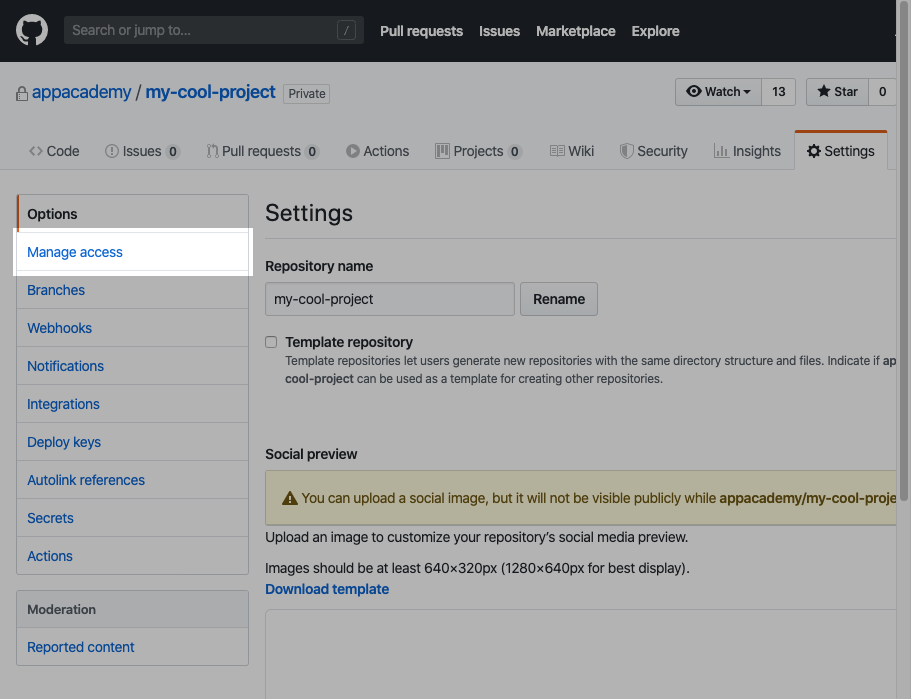 Search or jump to... /
Pull requests Issues Marketplace Explore
appacademy / my-cool-project Private
Watch 13 Star 0
Code Issues 0 Pull requests 0 Actions Projects 0 Wiki Security Insights Settings
Options
Manage access
Branches
Webhooks
Notifications
Integrations
Deploy keys
Autolink references
Secrets
Actions
Moderation
Reported content
Settings
Repository name
my-cool-project Rename
Template repository
Template repositories let users generate new repositories with the same directory structure and files. Indicate if ap
cool-project can be used as a template for creating other repositories.
Social preview
You can upload a social image, but it will not be visible publicly while appacademy/my-cool-proje
Upload an image to customize your repository’s social media preview.
Images should be at least 640×320px (1280×640px for best display).
Download template